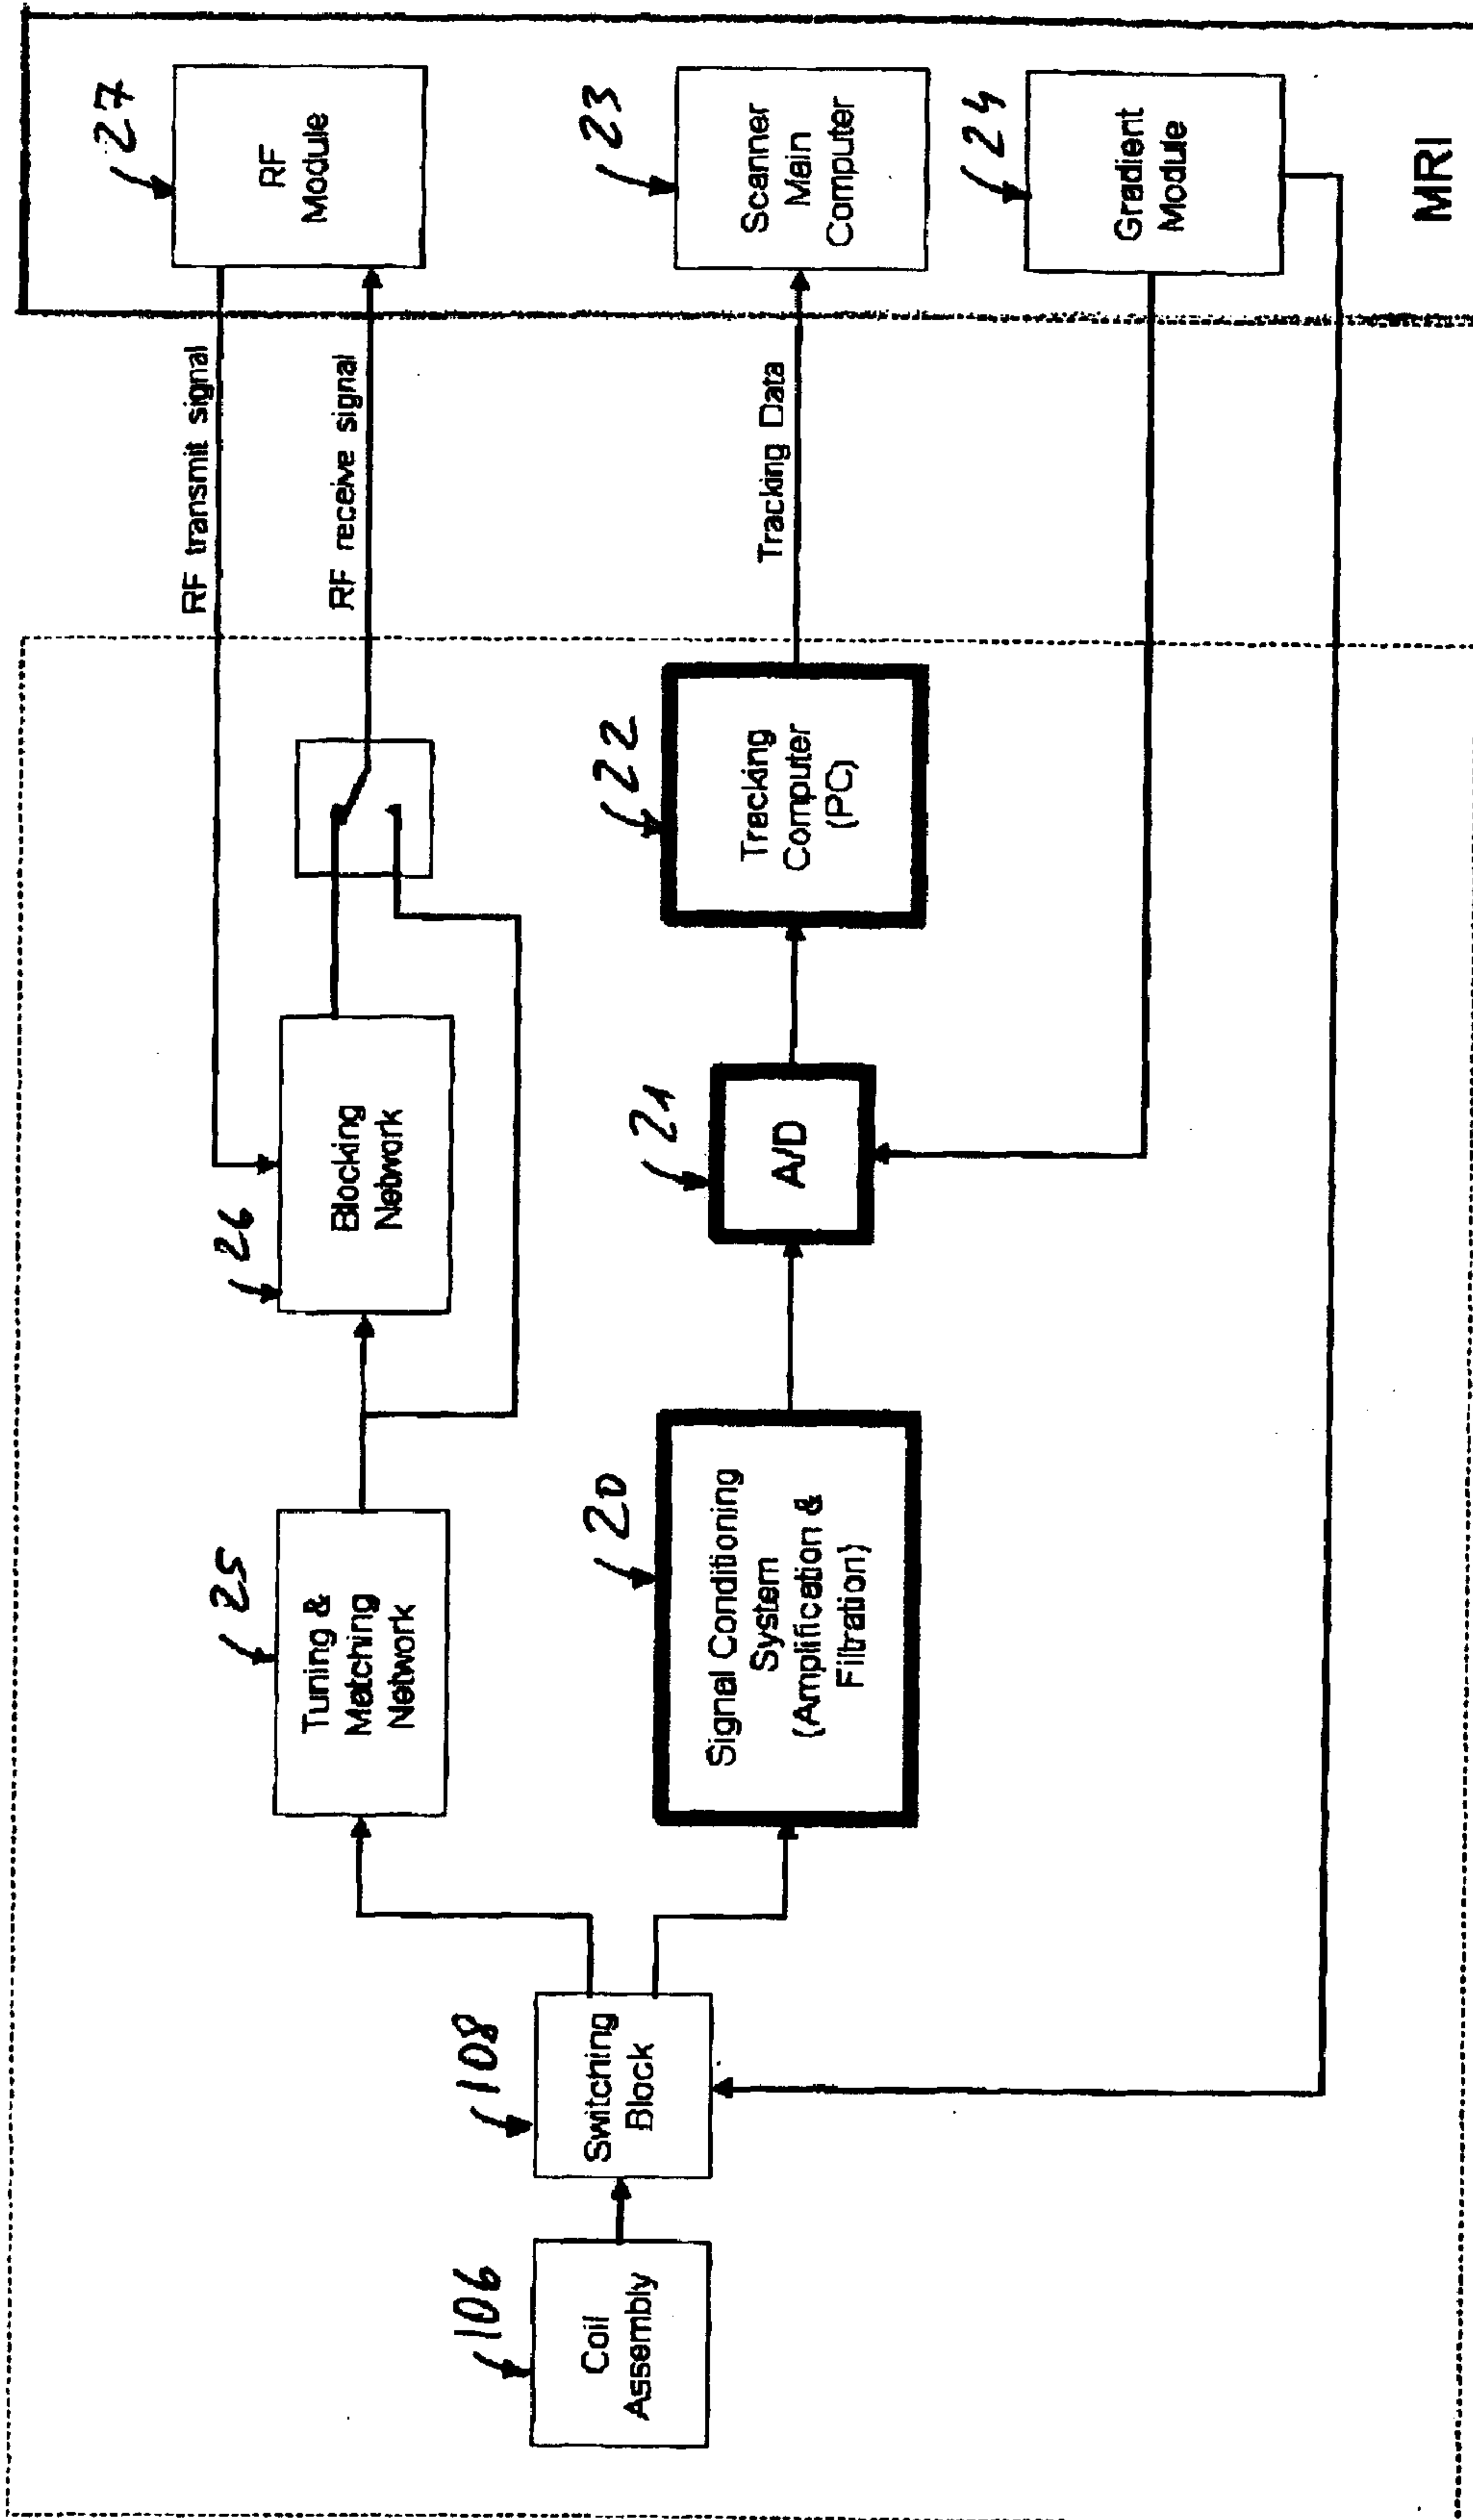 27
RF
Module
RF transmit signal
RF receive signal
26
Blocking
Network
25
Tuning &
Matching
Network
23
Scanner
Main
Computer
Tracking Data
22
Tracking
Computer
(PC)
21
A/D
20
Signal Conditioning
System
(Amplification &
Filtration)
24
Gradient
Module
MRI
108
Switching
Block
106
Coil
Assembly